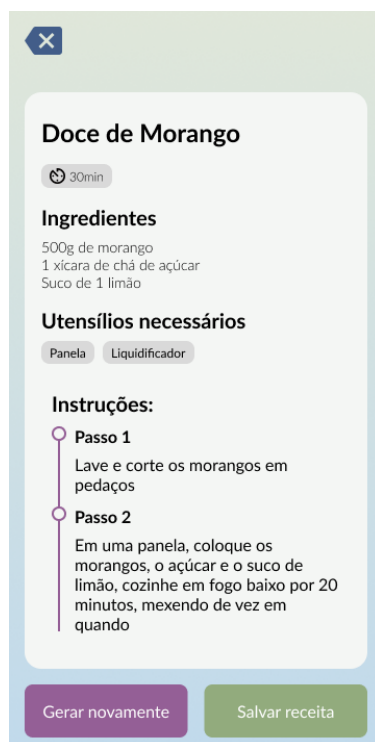 Doce de Morango
30min
Ingredientes
500g de morango
1 xícara de chá de açúcar
Suco de 1 limão
Utensílios necessários
Panela Liquidificador
Instruções:
Passo 1
Lave e corte os morangos em
pedaços
Passo 2
Em uma panela, coloque os
morangos, o açúcar e o suco de
limão, cozinhe em fogo baixo por 20
minutos, mexendo de vez em
quando
Gerar novamente Salvar receita